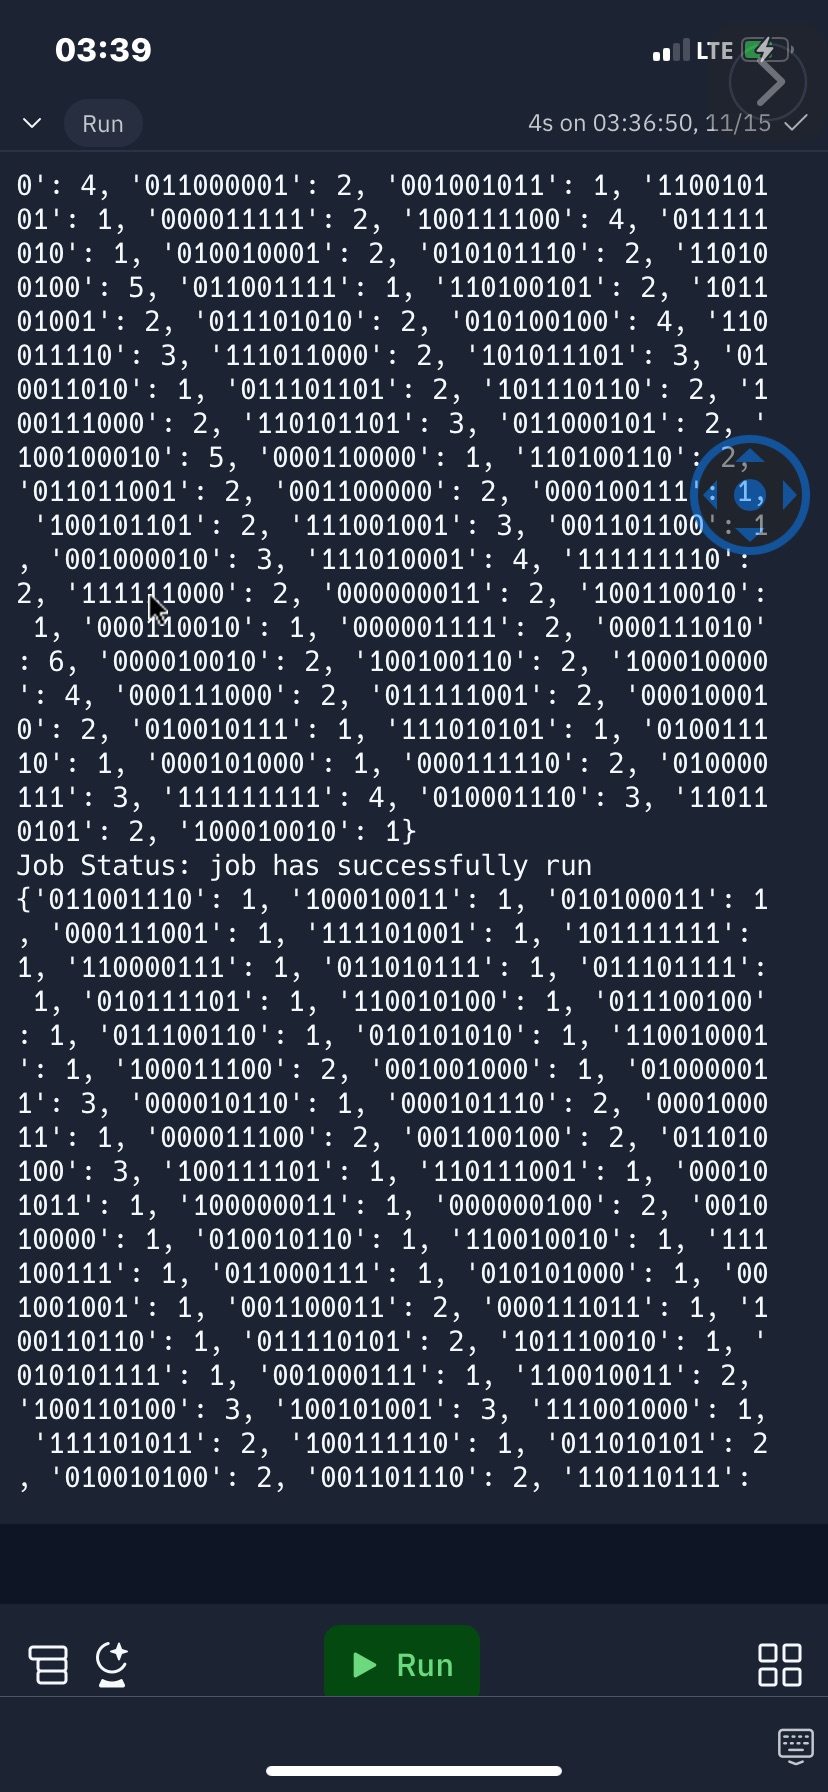 03:39
LTE
Run
4s on 03:36:50, 11/15
0': 4, '011000001': 2, '001001011': 1, '1100101
01': 1, '000011111': 2, '100111100': 4, '011111
010': 1, '010010001': 2, '010101110': 2, '11010
0100': 5, '011001111': 1, '110100101': 2, '1011
01001': 2, '011101010': 2, '010100100': 4, '110
011110': 3, '111011000': 2, '101011101': 3, '01
0011010': 1, '011101101': 2, '101110110': 2, '1
00111000': 2, '110101101': 3, '011000101': 2, '
100100010': 5, '000110000': 1, '110100110': 2,
'011011001': 2, '001100000': 2, '000100111': 1,
'100101101': 2, '111001001': 3, '001101100': 1
, '001000010': 3, '111010001': 4, '111111110':
2, '111111000': 2, '000000011': 2, '100110010':
1, '000110010': 1, '000001111': 2, '000111010'
: 6, '000010010': 2, '100100110': 2, '100010000
': 4, '000111000': 2, '011111001': 2, '00010001
0': 2, '010010111': 1, '111010101': 1, '0100111
10': 1, '000101000': 1, '000111110': 2, '010000
111': 3, '111111111': 4, '010001110': 3, '11011
0101': 2, '100010010': 1}
Job Status: job has successfully run
{'011001110': 1, '100010011': 1, '010100011': 1
, '000111001': 1, '111101001': 1, '101111111':
1, '110000111': 1, '011010111': 1, '011101111':
1, '010111101': 1, '110010100': 1, '011100100'
: 1, '011100110': 1, '010101010': 1, '110010001
': 1, '100011100': 2, '001001000': 1, '01000001
1': 3, '000010110': 1, '000101110': 2, '0001000
11': 1, '000011100': 2, '001100100': 2, '011010
100': 3, '100111101': 1, '110111001': 1, '00010
1011': 1, '100000011': 1, '000000100': 2, '0010
10000': 1, '010010110': 1, '110010010': 1, '111
100111': 1, '011000111': 1, '010101000': 1, '00
1001001': 1, '001100011': 2, '000111011': 1, '1
00110110': 1, '011110101': 2, '101110010': 1, '
010101111': 1, '001000111': 1, '110010011': 2,
'100110100': 3, '100101001': 3, '111001000': 1,
'111101011': 2, '100111110': 1, '011010101': 2
, '010010100': 2, '001101110': 2, '110110111':
Run